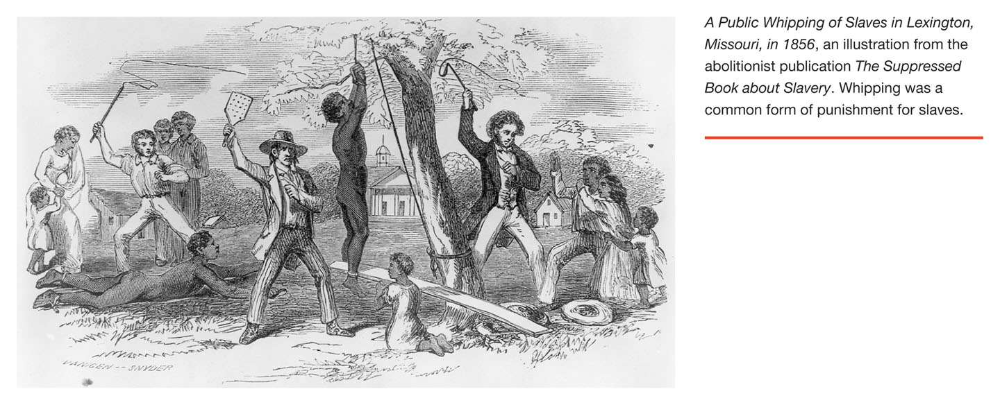 A Public Whipping of Slaves in Lexington,
Missouri, in 1856, an illustration from the
abolitionist publication The Suppressed
Book about Slavery. Whipping was a
common form of punishment for slaves.
VANIGEN -- SNYDER